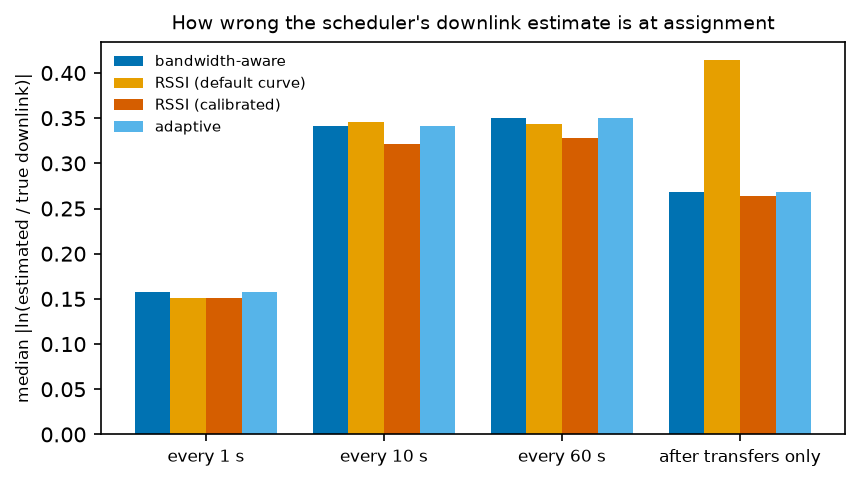 How wrong the scheduler's downlink estimate is at assignment
median |ln(estimated / true downlink)|
0.40
0.35
0.30
0.25
0.20
0.15
0.10
0.05
0.00
bandwidth-aware
RSSI (default curve)
RSSI (calibrated)
adaptive
every 1 s
every 10 s
every 60 s
after transfers only